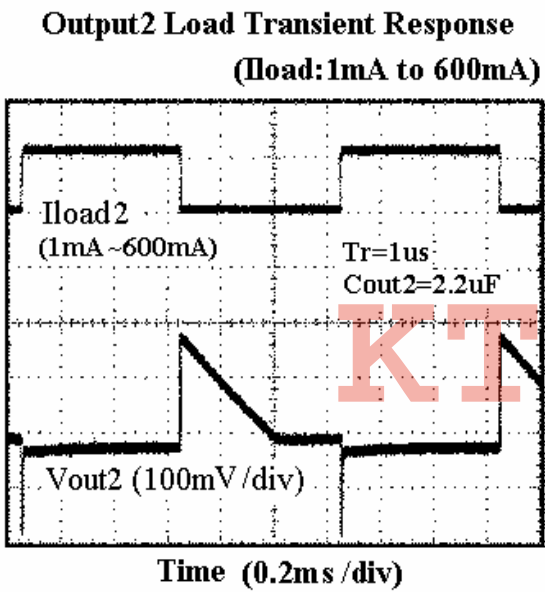 Output2 Load Transient Response
(Iload:1mA to 600mA)
Iload2
(1mA~600mA)
Tr=1us
Cout2=2.2uF
KT
Vout2 (100mV/div)
Time (0.2ms/div)